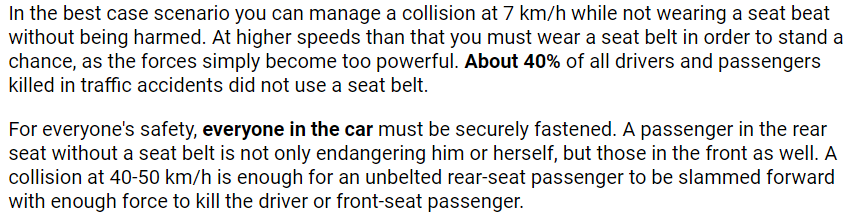 In the best case scenario you can manage a collision at 7 km/h while not wearing a seat beat
without being harmed. At higher speeds than that you must wear a seat belt in order to stand a
chance, as the forces simply become too powerful. About 40% of all drivers and passengers
killed in traffic accidents did not use a seat belt.
For everyone's safety, everyone in the car must be securely fastened. A passenger in the rear
seat without a seat belt is not only endangering him or herself, but those in the front as well. A
collision at 40-50 km/h is enough for an unbelted rear-seat passenger to be slammed forward
with enough force to kill the driver or front-seat passenger.